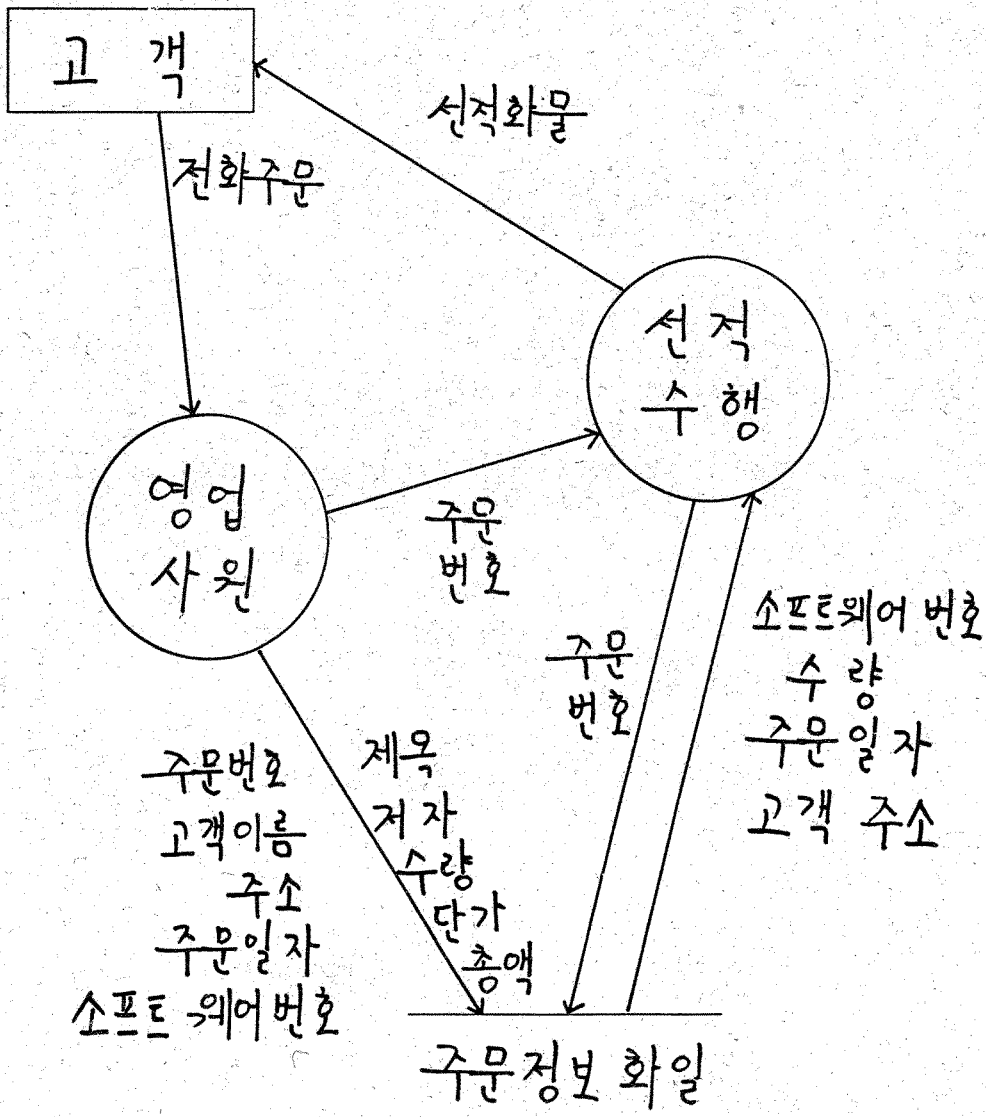 고 객
선적화물
전화주문
선 적
수 행
영 업
사 원
주문
번호
주문
번호
소프트웨어 번호
수 량
주문일자
고객 주소
주문번호
고객이름
주소
주문일자
소프트웨어번호
제목
저자
수량
단가
총액
주문정보 화일